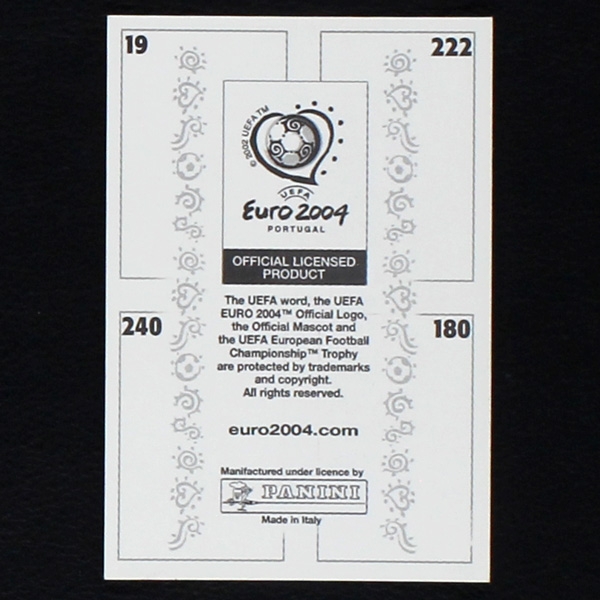 19
222
© 2002 UEFA TM
UEFA
EURO 2004
PORTUGAL
OFFICIAL LICENSED
PRODUCT
The UEFA word, the UEFA
EURO 2004™ Official Logo,
the Official Mascot and
the UEFA European Football
Championship™ Trophy
are protected by trademarks
and copyright.
All rights reserved.
240
180
euro2004.com
Manifactured under licence by
PANINI
Made in Italy